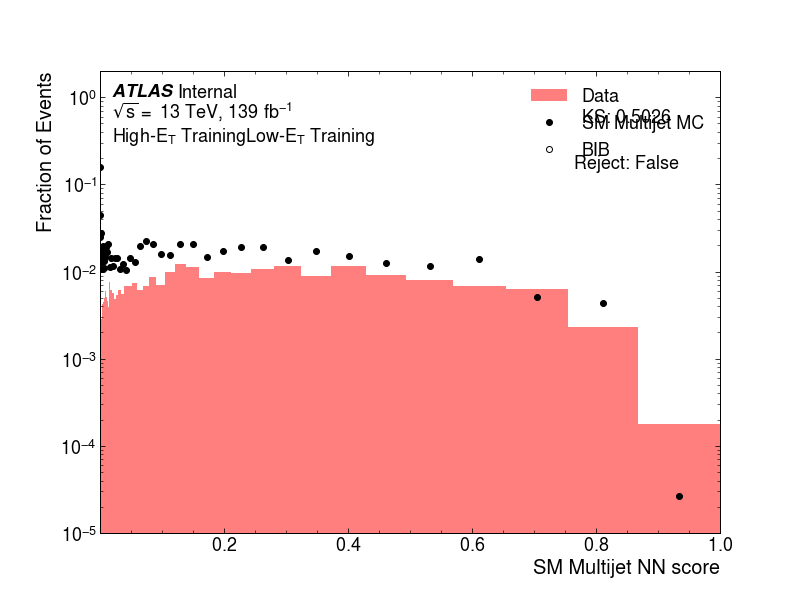 ATLAS Internal
√s = 13 TeV, 139 fb⁻¹
High-E_T TrainingLow-E_T Training
Data
KS: 0.5026
SM Multijet MC
BIB
Reject: False
Fraction of Events
10⁰
10⁻¹
10⁻²
10⁻³
10⁻⁴
10⁻⁵
0.2 0.4 0.6 0.8 1.0
SM Multijet NN score